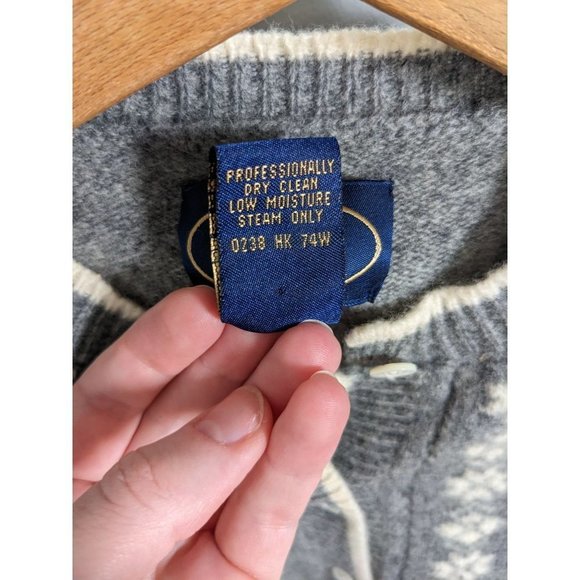 PROFESSIONALLY
DRY CLEAN
LOW MOISTURE
STEAM ONLY
0238 HK 74W